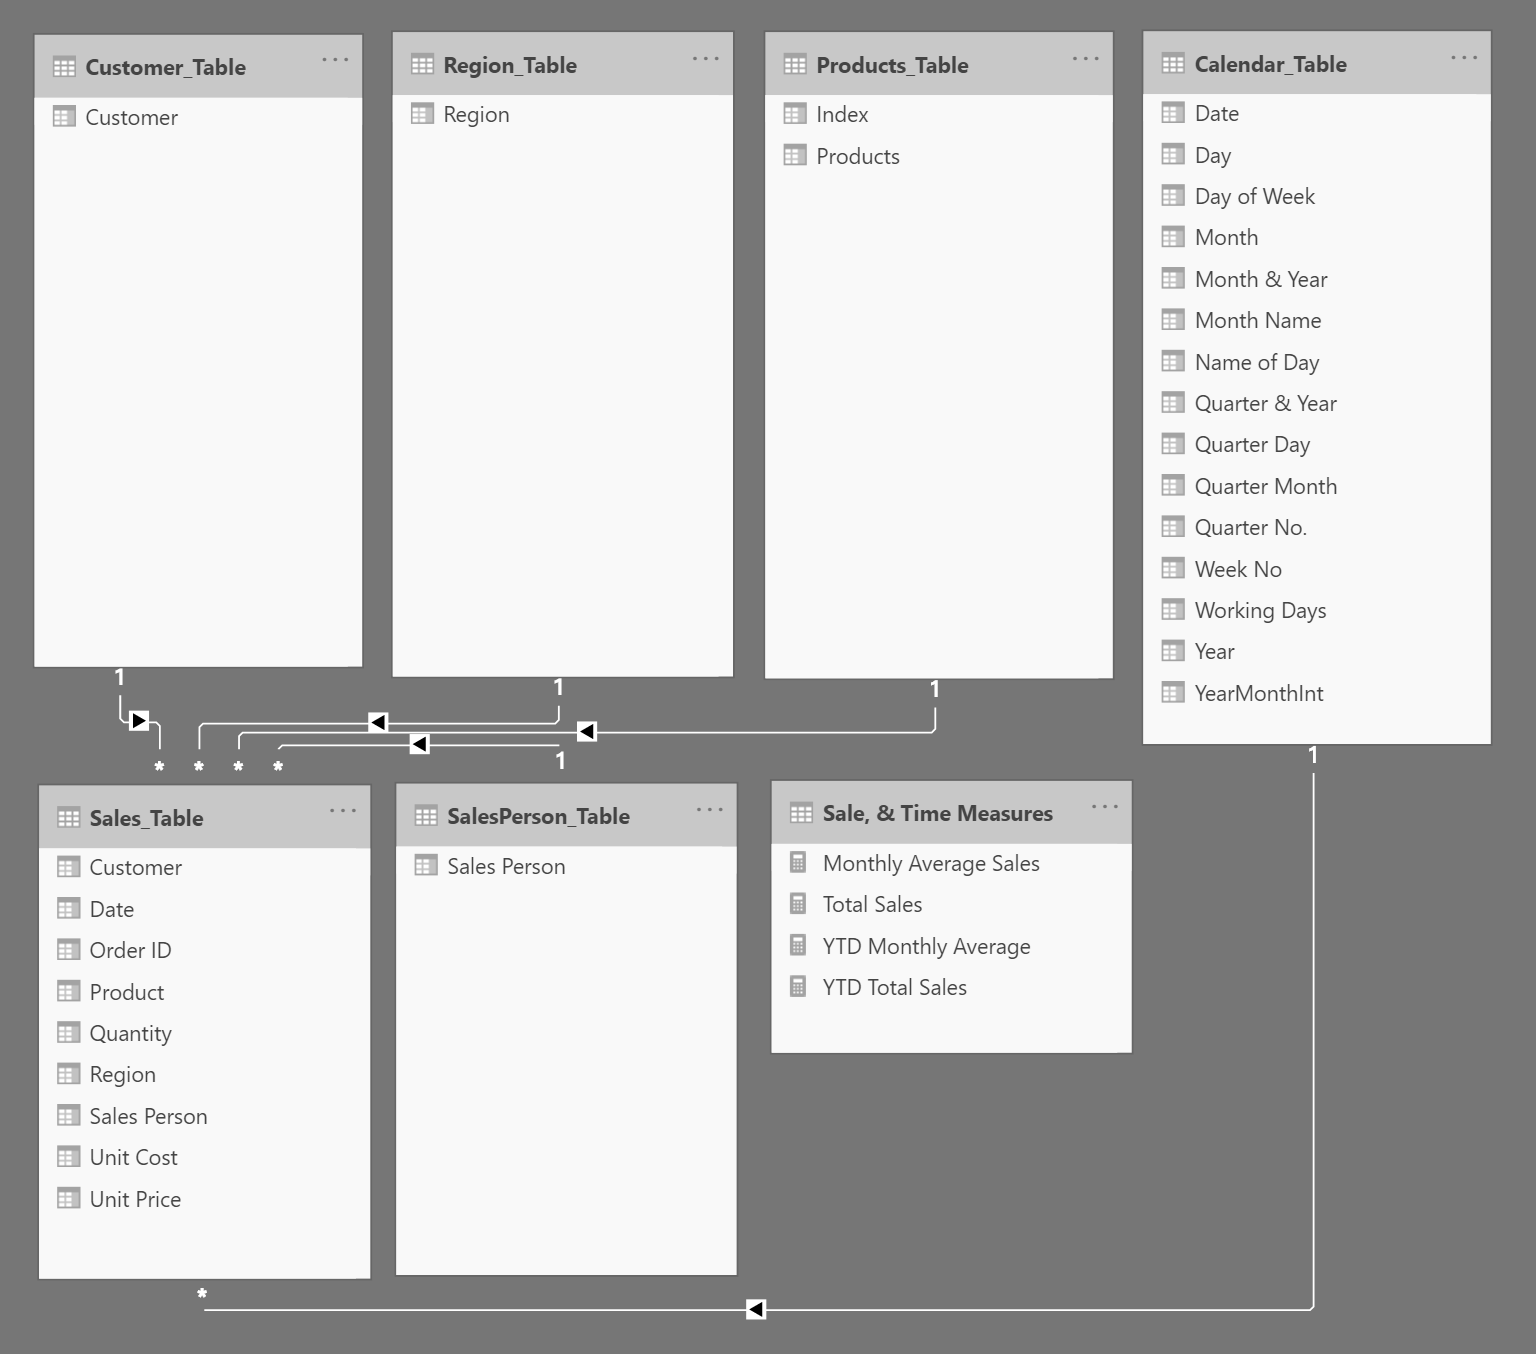 Customer_Table
Customer
Region_Table
Region
Products_Table
Index
Products
Calendar_Table
Date
Day
Day of Week
Month
Month & Year
Month Name
Name of Day
Quarter & Year
Quarter Day
Quarter Month
Quarter No.
Week No
Working Days
Year
YearMonthInt
1
1
1
1
1
* * * *
Sales_Table
Customer
Date
Order ID
Product
Quantity
Region
Sales Person
Unit Cost
Unit Price
SalesPerson_Table
Sales Person
Sale, & Time Measures
Monthly Average Sales
Total Sales
YTD Monthly Average
YTD Total Sales
*